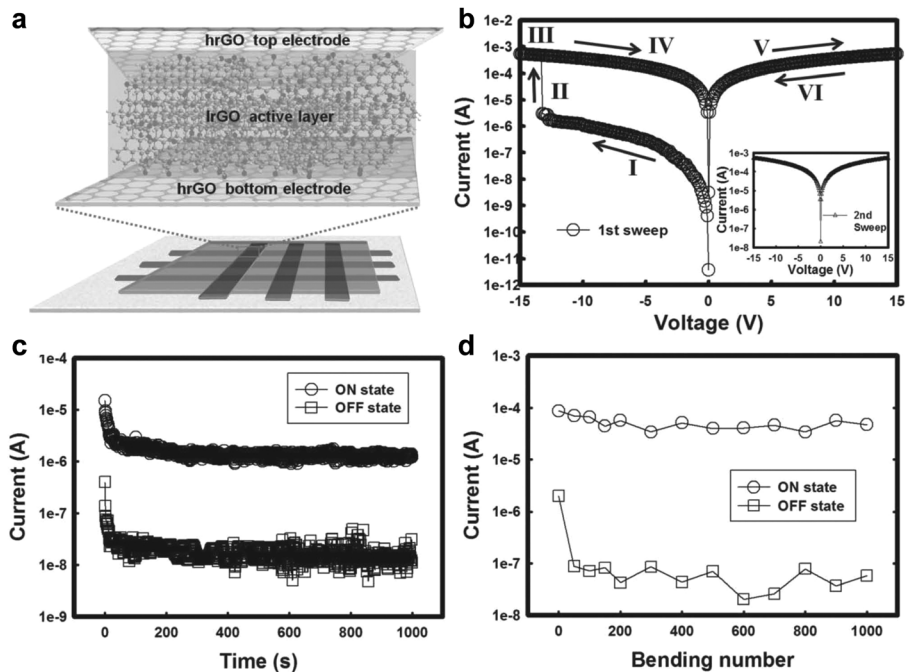 a
hrGO top electrode
lrGO active layer
hrGO bottom electrode
b
Current (A)
1e-2
1e-3
1e-4
1e-5
1e-6
1e-7
1e-8
1e-9
1e-10
1e-11
1e-12
III
IV
V
VI
II
I
1st sweep
-15
-10
-5
0
5
10
15
Voltage (V)
Current (A)
1e-3
1e-4
1e-5
1e-6
1e-7
1e-8
2nd
Sweep
-15 -10 -5 0 5 10 15
Voltage (V)
c
Current (A)
1e-4
1e-5
1e-6
1e-7
1e-8
1e-9
ON state
OFF state
0 200 400 600 800 1000
Time (s)
d
Current (A)
1e-3
1e-4
1e-5
1e-6
1e-7
1e-8
ON state
OFF state
0 200 400 600 800 1000
Bending number